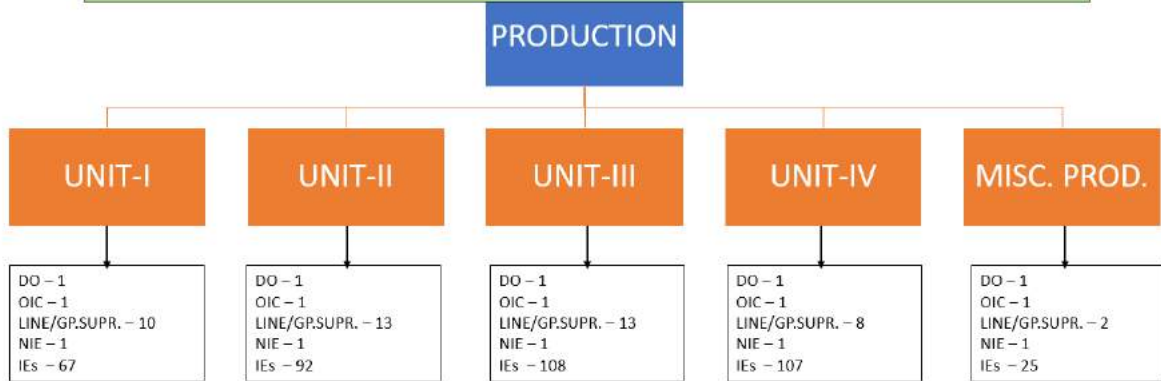 PRODUCTION
UNIT-I
UNIT-II
UNIT-III
UNIT-IV
MISC. PROD.
DO – 1
OIC – 1
LINE/GP.SUPR. – 10
NIE – 1
IEs – 67
DO – 1
OIC – 1
LINE/GP.SUPR. – 13
NIE – 1
IEs – 92
DO – 1
OIC – 1
LINE/GP.SUPR. – 13
NIE – 1
IEs – 108
DO – 1
OIC – 1
LINE/GP.SUPR. – 8
NIE – 1
IEs – 107
DO – 1
OIC – 1
LINE/GP.SUPR. – 2
NIE – 1
IEs – 25